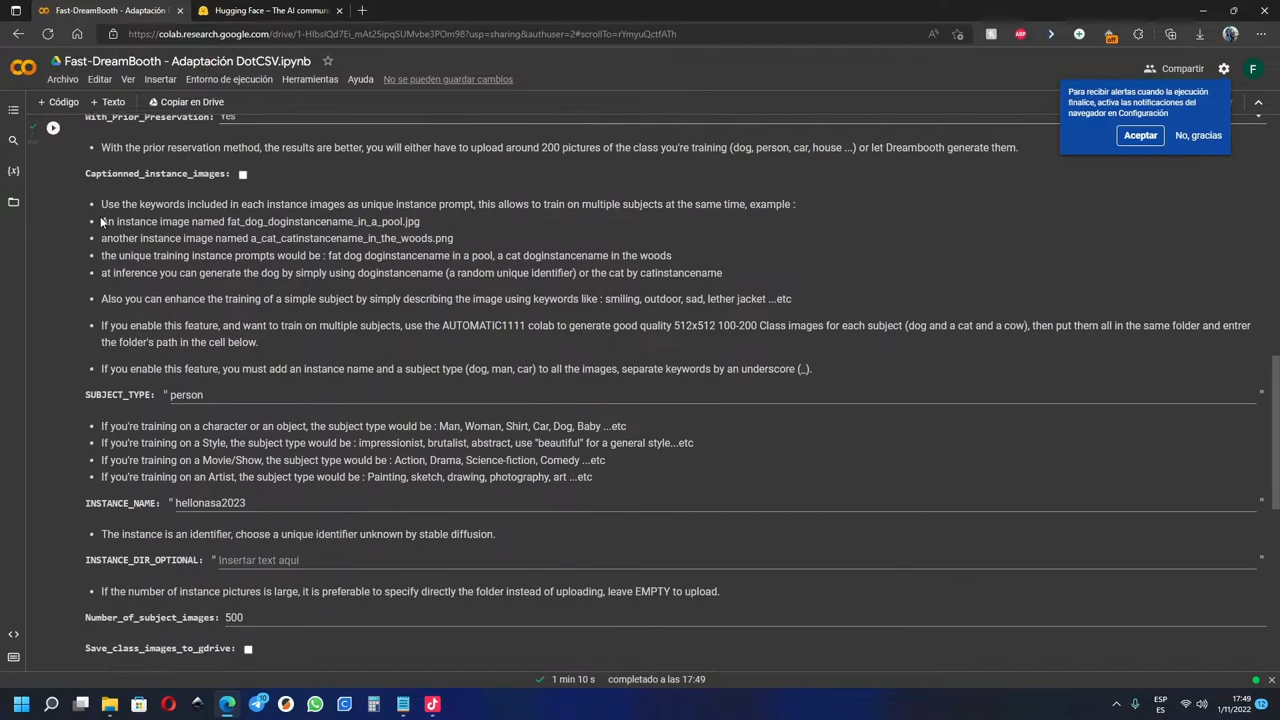 Fast-DreamBooth - Adaptación
Hugging Face – The AI communi
https://colab.research.google.com/drive/1-HIbslQd7Ei_mAt25ipqSUMvbe3POm98?usp=sharing&authuser=2#scrollTo=rYmyuQctfATh
ABP
off
Fast-DreamBooth - Adaptación DotCSV.ipynb
Archivo Editar Ver Insertar Entorno de ejecución Herramientas Ayuda No se pueden guardar cambios
Compartir
F
+ Código + Texto Copiar en Drive
Para recibir alertas cuando la ejecución
finalice, activa las notificaciones del
navegador en Configuración
Aceptar No, gracias
With_Prior_Preservation: Yes
With the prior reservation method, the results are better, you will either have to upload around 200 pictures of the class you're training (dog, person, car, house ...) or let Dreambooth generate them.
Captionned_instance_images:
Use the keywords included in each instance images as unique instance prompt, this allows to train on multiple subjects at the same time, example :
An instance image named fat_dog_doginstancename_in_a_pool.jpg
another instance image named a_cat_catinstancename_in_the_woods.png
the unique training instance prompts would be : fat dog doginstancename in a pool, a cat doginstancename in the woods
at inference you can generate the dog by simply using doginstancename (a random unique identifier) or the cat by catinstancename
Also you can enhance the training of a simple subject by simply describing the image using keywords like : smiling, outdoor, sad, lether jacket ...etc
If you enable this feature, and want to train on multiple subjects, use the AUTOMATIC1111 colab to generate good quality 512x512 100-200 Class images for each subject (dog and a cat and a cow), then put them all in the same folder and entrer
the folder's path in the cell below.
If you enable this feature, you must add an instance name and a subject type (dog, man, car) to all the images, separate keywords by an underscore (_).
SUBJECT_TYPE: " person "
If you're training on a character or an object, the subject type would be : Man, Woman, Shirt, Car, Dog, Baby ...etc
If you're training on a Style, the subject type would be : impressionist, brutalist, abstract, use "beautiful" for a general style...etc
If you're training on a Movie/Show, the subject type would be : Action, Drama, Science-fiction, Comedy ...etc
If you're training on an Artist, the subject type would be : Painting, sketch, drawing, photography, art ...etc
INSTANCE_NAME: " hellonasa2023 "
The instance is an identifier, choose a unique identifier unknown by stable diffusion.
INSTANCE_DIR_OPTIONAL: " Insertar text aqui "
If the number of instance pictures is large, it is preferable to specify directly the folder instead of uploading, leave EMPTY to upload.
Number_of_subject_images: 500
Save_class_images_to_gdrive:
1 min 10 s completado a las 17:49
10
ESP
ES
17:49
1/11/2022
12